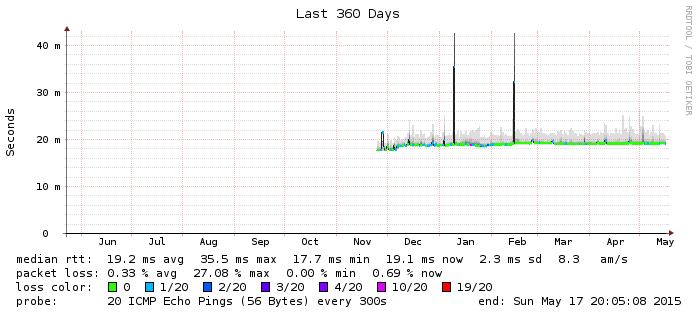 Last 360 Days
RRDTOOL / TOBI OETIKER
Seconds
40 m
30 m
20 m
10 m
0
Jun Jul Aug Sep Oct Nov Dec Jan Feb Mar Apr May
median rtt: 19.2 ms avg 35.5 ms max 17.7 ms min 19.1 ms now 2.3 ms sd 8.3 am/s
packet loss: 0.33 % avg 27.08 % max 0.00 % min 0.69 % now
loss color: 0 1/20 2/20 3/20 4/20 10/20 19/20
probe: 20 ICMP Echo Pings (56 Bytes) every 300s end: Sun May 17 20:05:08 2015